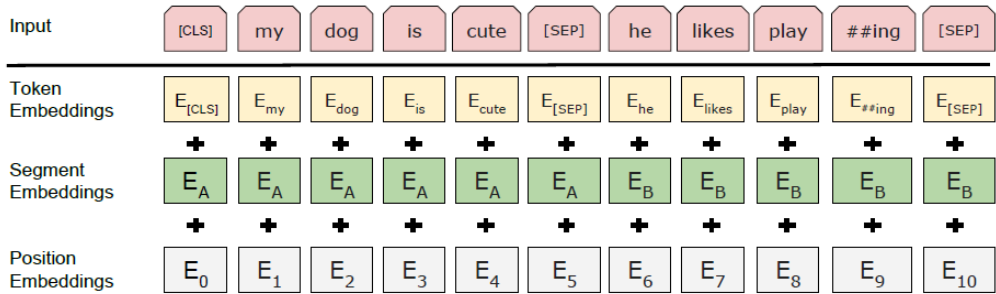 Input [CLS] my dog is cute [SEP] he likes play ##ing [SEP]
Token
Embeddings E[CLS] Emy Edog Eis Ecute E[SEP] Ehe Elikes Eplay E##ing E[SEP]
+ + + + + + + + + + +
Segment
Embeddings EA EA EA EA EA EA EB EB EB EB EB
+ + + + + + + + + + +
Position
Embeddings E0 E1 E2 E3 E4 E5 E6 E7 E8 E9 E10